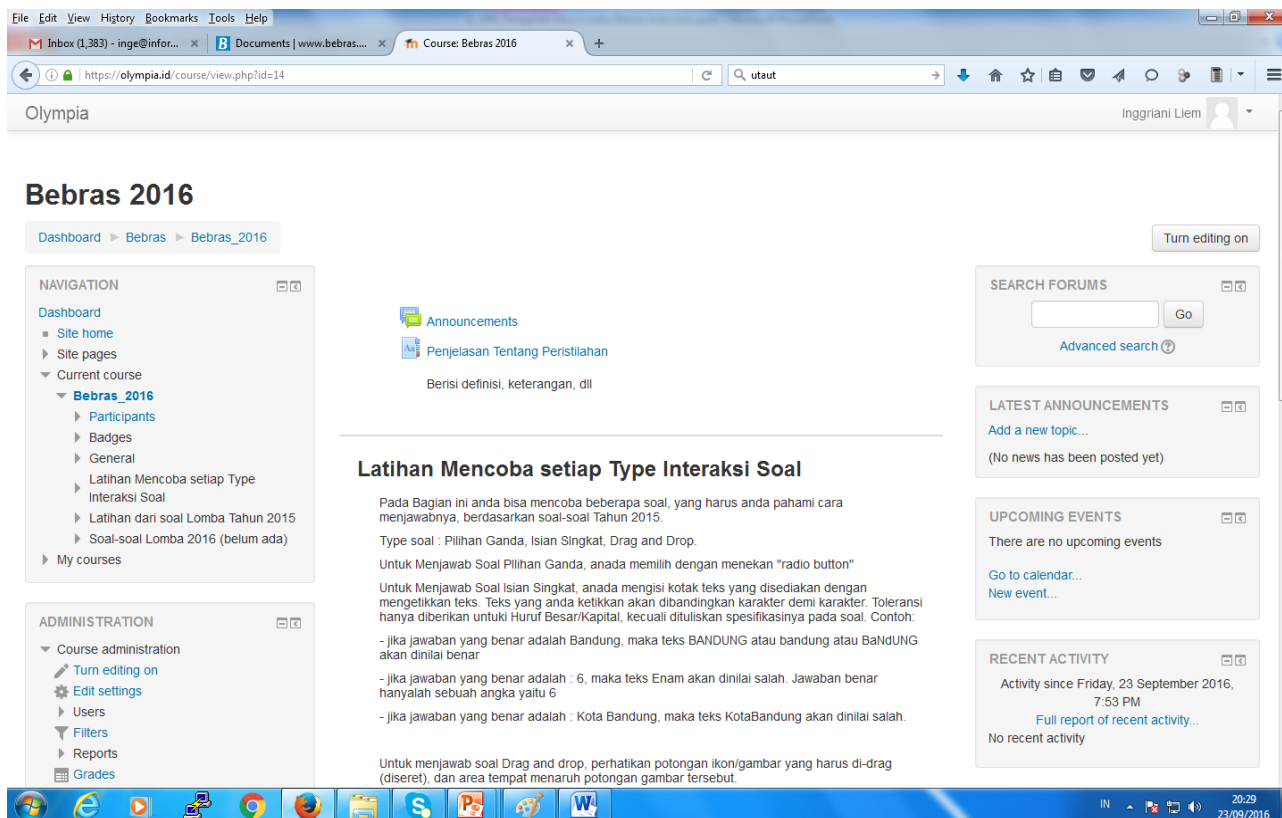 File Edit View History Bookmarks Tools Help
Inbox (1,383) - inge@infor... × Documents | www.bebras.... × Course: Bebras 2016 × +
https://olympia.id/course/view.php?id=14 utaut
Olympia Inggriani Liem
Bebras 2016
Dashboard Bebras Bebras_2016 Turn editing on
NAVIGATION
Dashboard
Site home
Site pages
Current course
Bebras_2016
Participants
Badges
General
Latihan Mencoba setiap Type
Interaksi Soal
Latihan dari soal Lomba Tahun 2015
Soal-soal Lomba 2016 (belum ada)
My courses
ADMINISTRATION
Course administration
Turn editing on
Edit settings
Users
Filters
Reports
Grades
Announcements
Penjelasan Tentang Peristilahan
Berisi definisi, keterangan, dll
Latihan Mencoba setiap Type Interaksi Soal
Pada Bagian ini anda bisa mencoba beberapa soal, yang harus anda pahami cara
menjawabnya, berdasarkan soal-soal Tahun 2015.
Type soal : Pilihan Ganda, Isian SIngkat, Drag and Drop.
Untuk Menjawab Soal PIlihan Ganda, anada memilih dengan menekan "radio button"
Untuk Menjawab Soal Isian Singkat, anada mengisi kotak teks yang disediakan dengan
mengetikkan teks. Teks yang anda ketikkan akan dibandingkan karakter demi karakter. Toleransi
hanya diberikan untuki Huruf Besar/Kapital, kecuali dituliskan spesifikasinya pada soal. Contoh:
- jika jawaban yang benar adalah Bandung, maka teks BANDUNG atau bandung atau BaNdUNG
akan dinilai benar
- jika jawaban yang benar adalah : 6, maka teks Enam akan dinilai salah. Jawaban benar
hanyalah sebuah angka yaitu 6
- jika jawaban yang benar adalah : Kota Bandung, maka teks KotaBandung akan dinilai salah.
Untuk menjawab soal Drag and drop, perhatikan potongan ikon/gambar yang harus di-drag
(diseret), dan area tempat menaruh potongan gambar tersebut.
SEARCH FORUMS
Go
Advanced search
LATEST ANNOUNCEMENTS
Add a new topic...
(No news has been posted yet)
UPCOMING EVENTS
There are no upcoming events
Go to calendar...
New event...
RECENT ACTIVITY
Activity since Friday, 23 September 2016,
7:53 PM
Full report of recent activity...
No recent activity
IN 20:29
23/09/2016